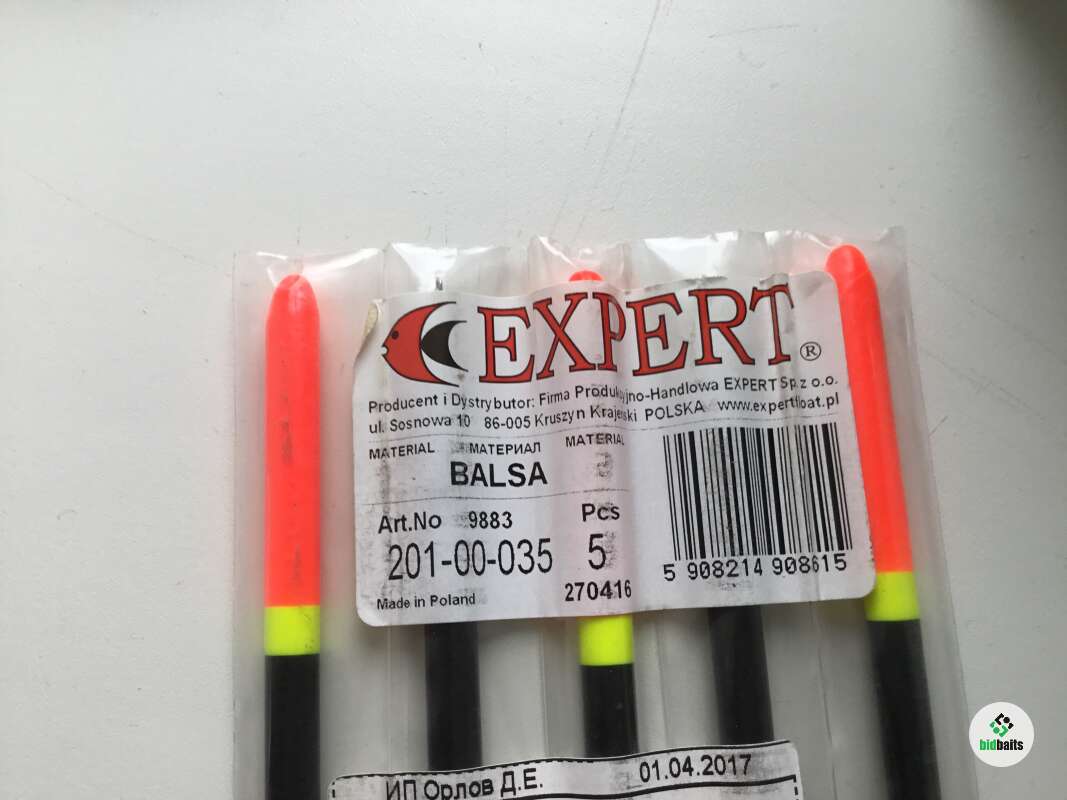 EXPERT®
Producent i Dystrybutor: Firma Produkcyjno-Handlowa EXPERT Sp. z o.o.
ul. Sosnowa 10 86-005 Kruszyn Krajeński POLSKA www.expertfloat.pl
MATERIAL МАТЕРИАЛ MATERIAL
BALSA
Art.No 9883 Pcs
201-00-035 5
Made in Poland 270416
5 908214 908615
ИП Орлов Д.Е. 01.04.2017
bidbaits